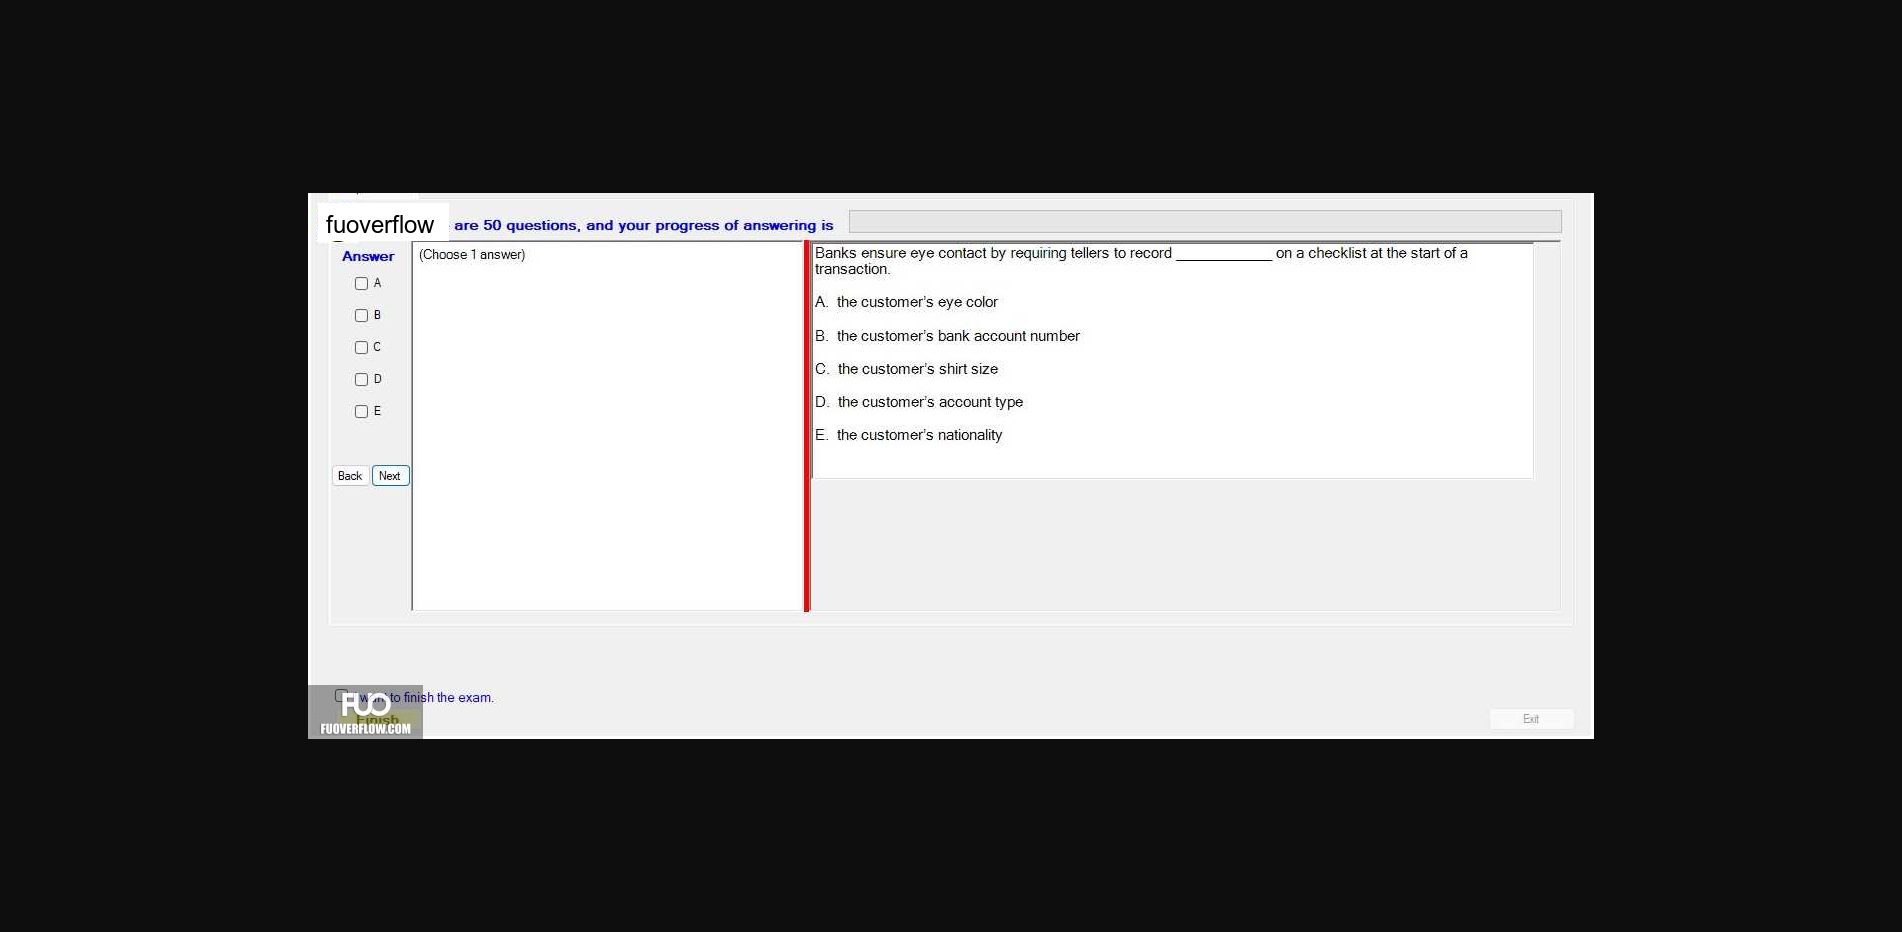 fuoverflow
are 50 questions, and your progress of answering is
Answer
(Choose 1 answer)
A
B
C
D
E
Back Next
Banks ensure eye contact by requiring tellers to record ____________ on a checklist at the start of a
transaction.
A. the customer's eye color
B. the customer's bank account number
C. the customer's shirt size
D. the customer's account type
E. the customer's nationality
want to finish the exam.
Finish
FUO
FUOVERFLOW.COM
Exit